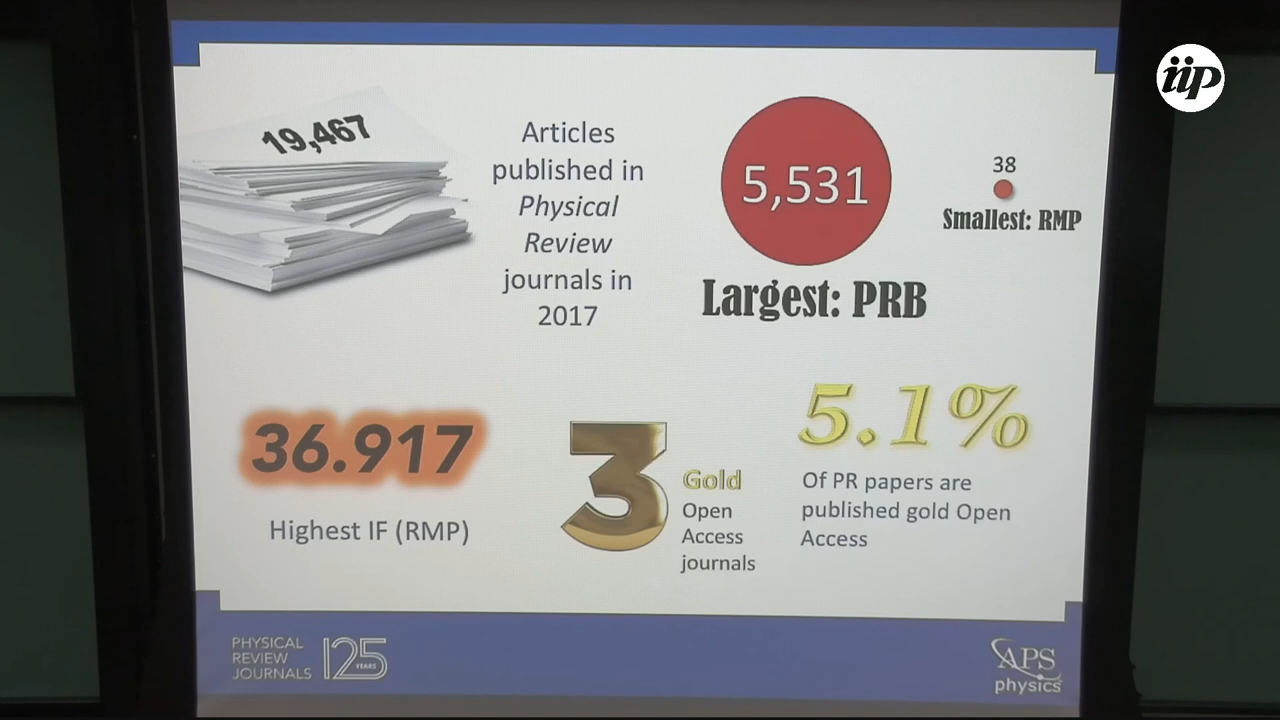 iip
19,467
Articles
published in
Physical
Review
journals in
2017
5,531
Largest: PRB
38
Smallest: RMP
36.917
Highest IF (RMP)
3
Gold
Open
Access
journals
5.1%
Of PR papers are
published gold Open
Access
PHYSICAL
REVIEW
JOURNALS
125
YEARS
APS
physics